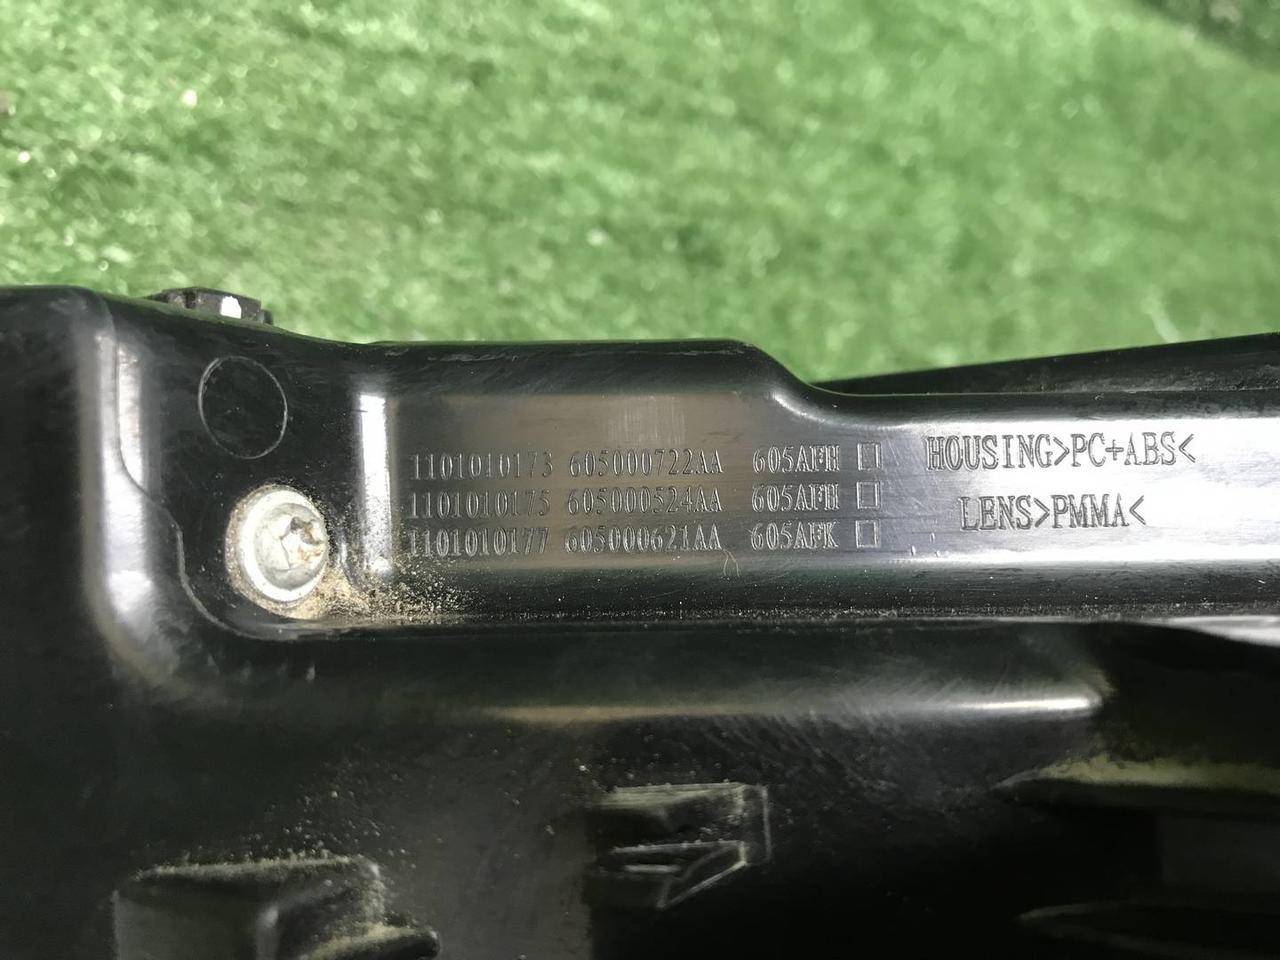 1101010173 605000722AA 605AFH □
1101010175 605000524AA 605AFH □
1101010177 605000621AA 605AFK □
HOUSING>PC+ABS<
LENS>PMMA<